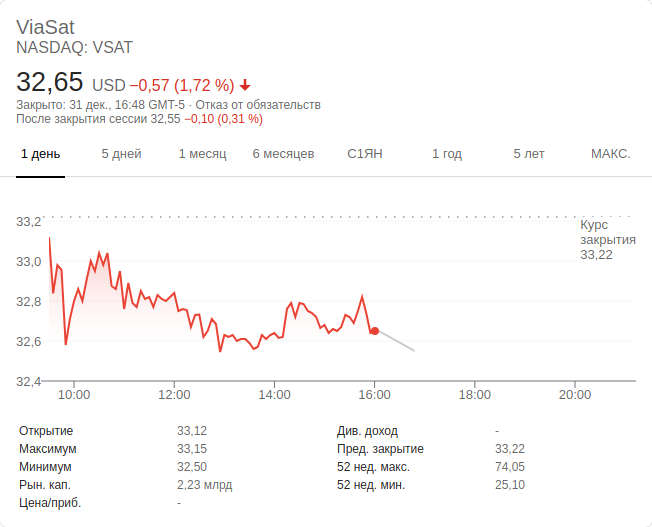 ViaSat
NASDAQ: VSAT
32,65 USD −0,57 (1,72 %)
Закрыто: 31 дек., 16:48 GMT-5 · Отказ от обязательств
После закрытия сессии 32,55 −0,10 (0,31 %)
1 день 5 дней 1 месяц 6 месяцев С1ЯН 1 год 5 лет МАКС.
33,2
Курс
закрытия
33,22
33,0
32,8
32,6
32,4
10:00 12:00 14:00 16:00 18:00 20:00
Открытие 33,12 Див. доход -
Максимум 33,15 Пред. закрытие 33,22
Минимум 32,50 52 нед. макс. 74,05
Рын. кап. 2,23 млрд 52 нед. мин. 25,10
Цена/приб. -